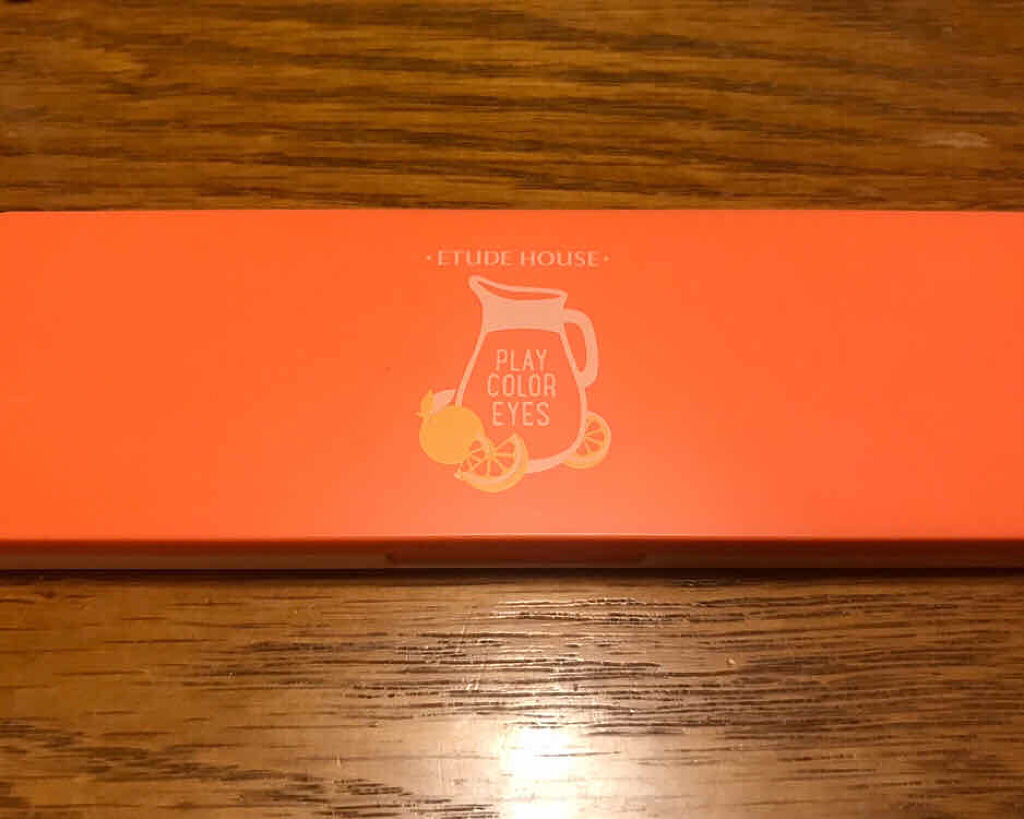 ·ETUDE HOUSE·
PLAY
COLOR
EYES